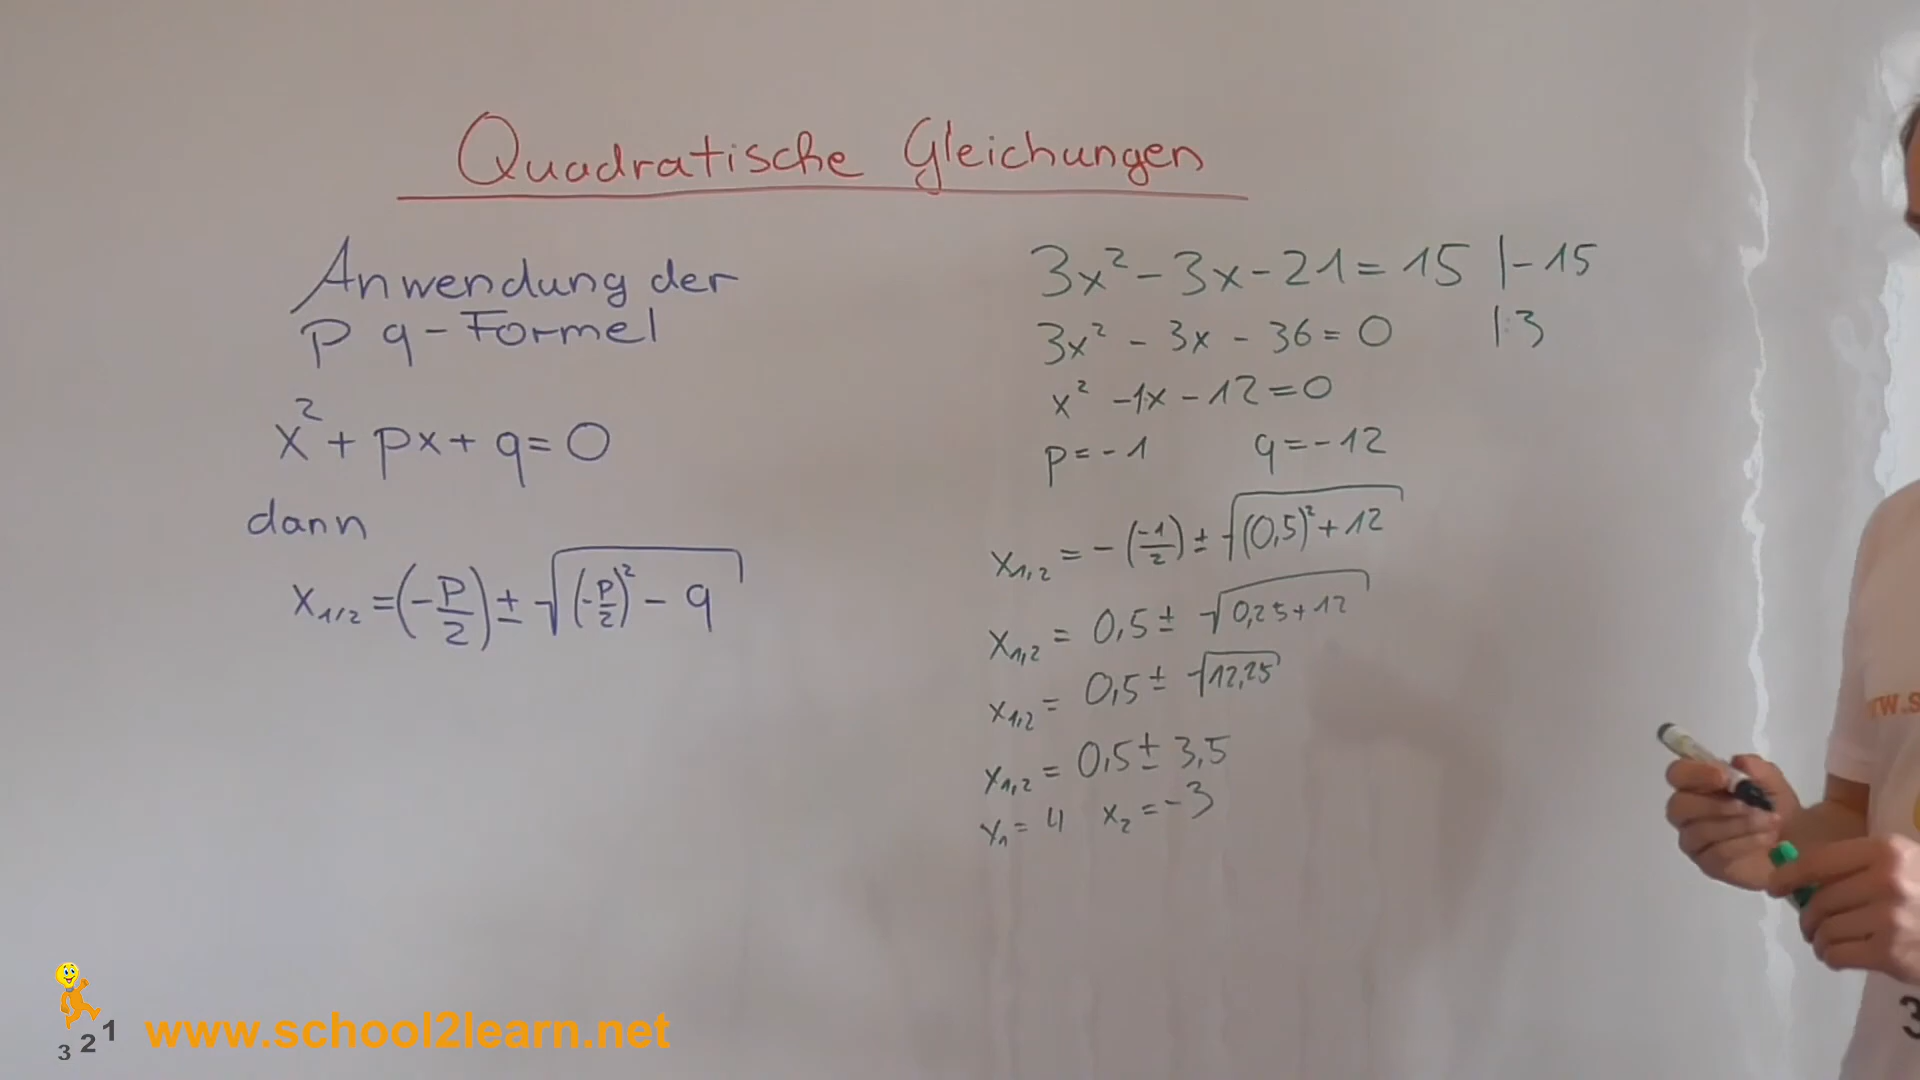 Quadratische Gleichungen
Anwendung der
p q-Formel
x² + px + q = 0
dann
x₁/₂ = (-p/2) ± √((-p/2)² - q)
3x² - 3x - 21 = 15 |-15
3x² - 3x - 36 = 0 |:3
x² - 1x - 12 = 0
p = -1 q = -12
x₁,₂ = -(-1/2) ± √((0,5)² + 12)
x₁,₂ = 0,5 ± √(0,25 + 12)
x₁,₂ = 0,5 ± √12,25
x₁,₂ = 0,5 ± 3,5
x₁ = 4 x₂ = -3
3 2 1 www.school2learn.net